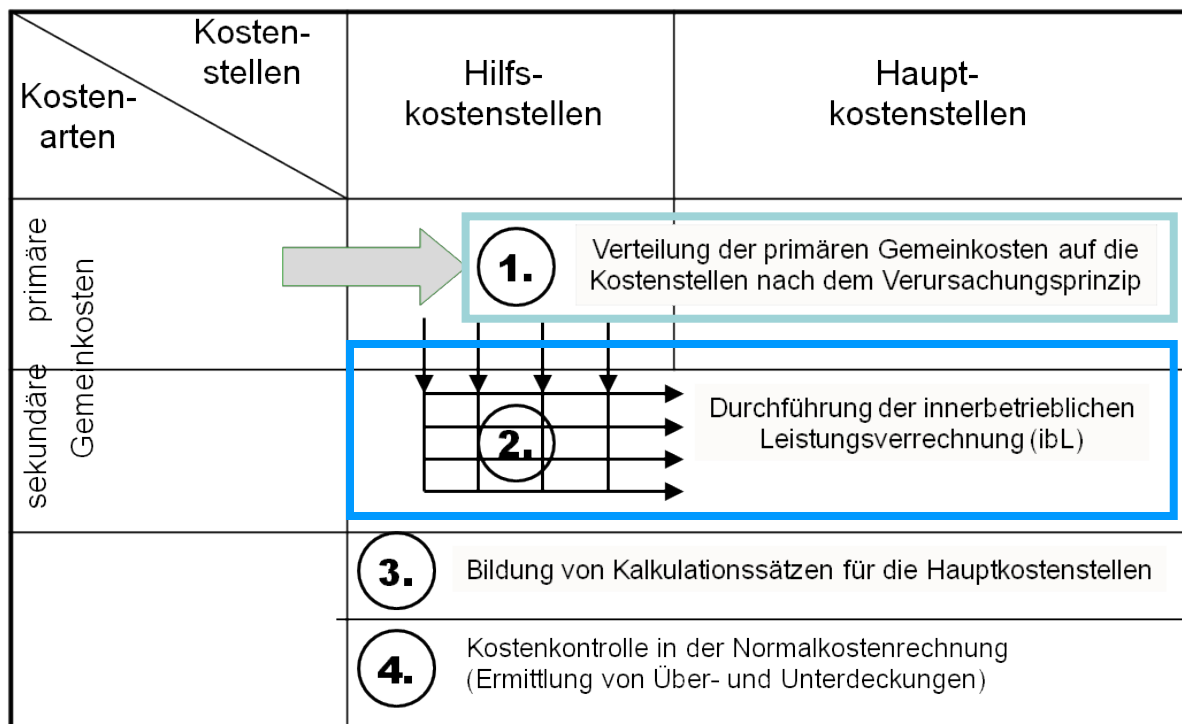 Kosten-
stellen
Kosten-
arten
Hilfs-
kostenstellen
Haupt-
kostenstellen
primäre
sekundäre
Gemeinkosten
1.
Verteilung der primären Gemeinkosten auf die
Kostenstellen nach dem Verursachungsprinzip
2.
Durchführung der innerbetrieblichen
Leistungsverrechnung (ibL)
3.
Bildung von Kalkulationssätzen für die Hauptkostenstellen
4.
Kostenkontrolle in der Normalkostenrechnung
(Ermittlung von Über- und Unterdeckungen)